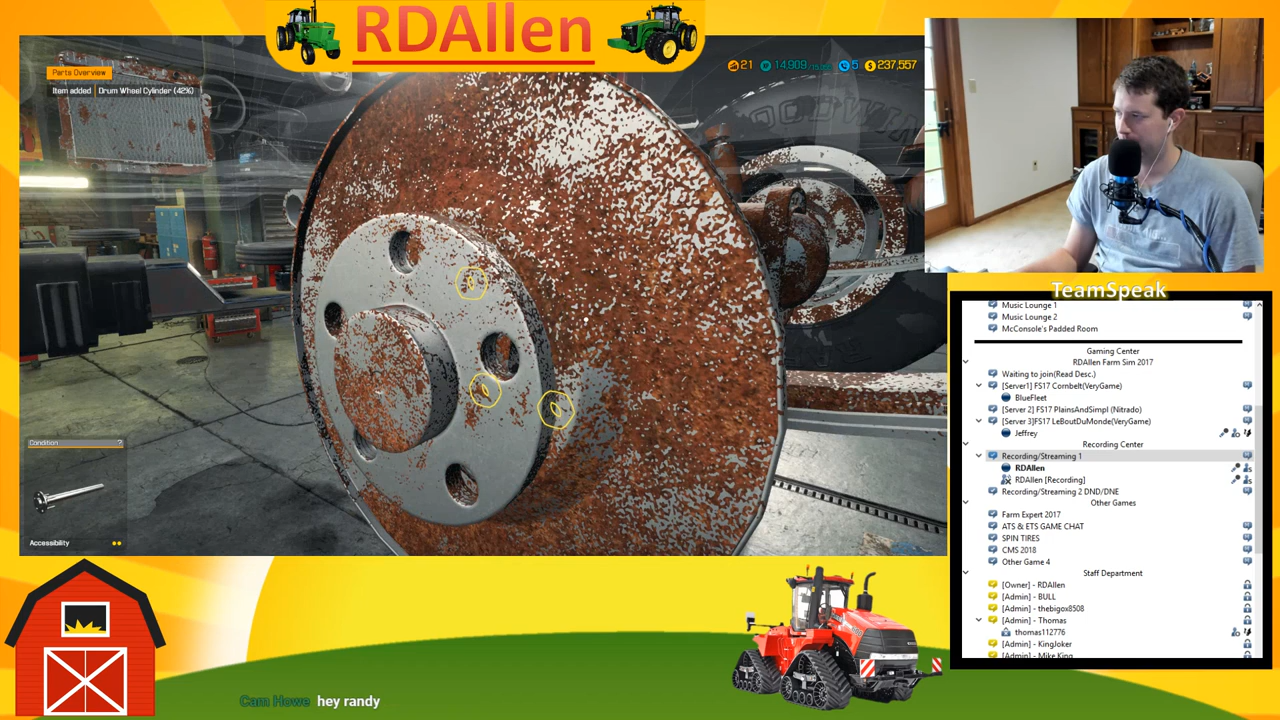 RDAllen
Parts Overview
Item added Drum Wheel Cylinder (42%)
21 14,909 5 237,557
Condition ?
Accessibility
TeamSpeak
Music Lounge 1
Music Lounge 2
McConsole's Padded Room
Gaming Center
RDAllen Farm Sim 2017
Waiting to join(Read Desc.)
[Server1] FS17 Cornbelt(VeryGame)
BlueFleet
[Server 2] FS17 PlainsAndSimpl (Nitrado)
[Server 3]FS17 LeBoutDuMonde(VeryGame)
Jeffrey
Recording Center
Recording/Streaming 1
RDAllen
RDAllen [Recording]
Recording/Streaming 2 DND/DNE
Other Games
Farm Expert 2017
ATS & ETS GAME CHAT
SPIN TIRES
CMS 2018
Other Game 4
Staff Department
[Owner] - RDAllen
[Admin] - BULL
[Admin] - thebigox8508
[Admin] - Thomas
thomas112776
[Admin] - KingJoker
[Admin] - Mike King
Cam Howe hey randy